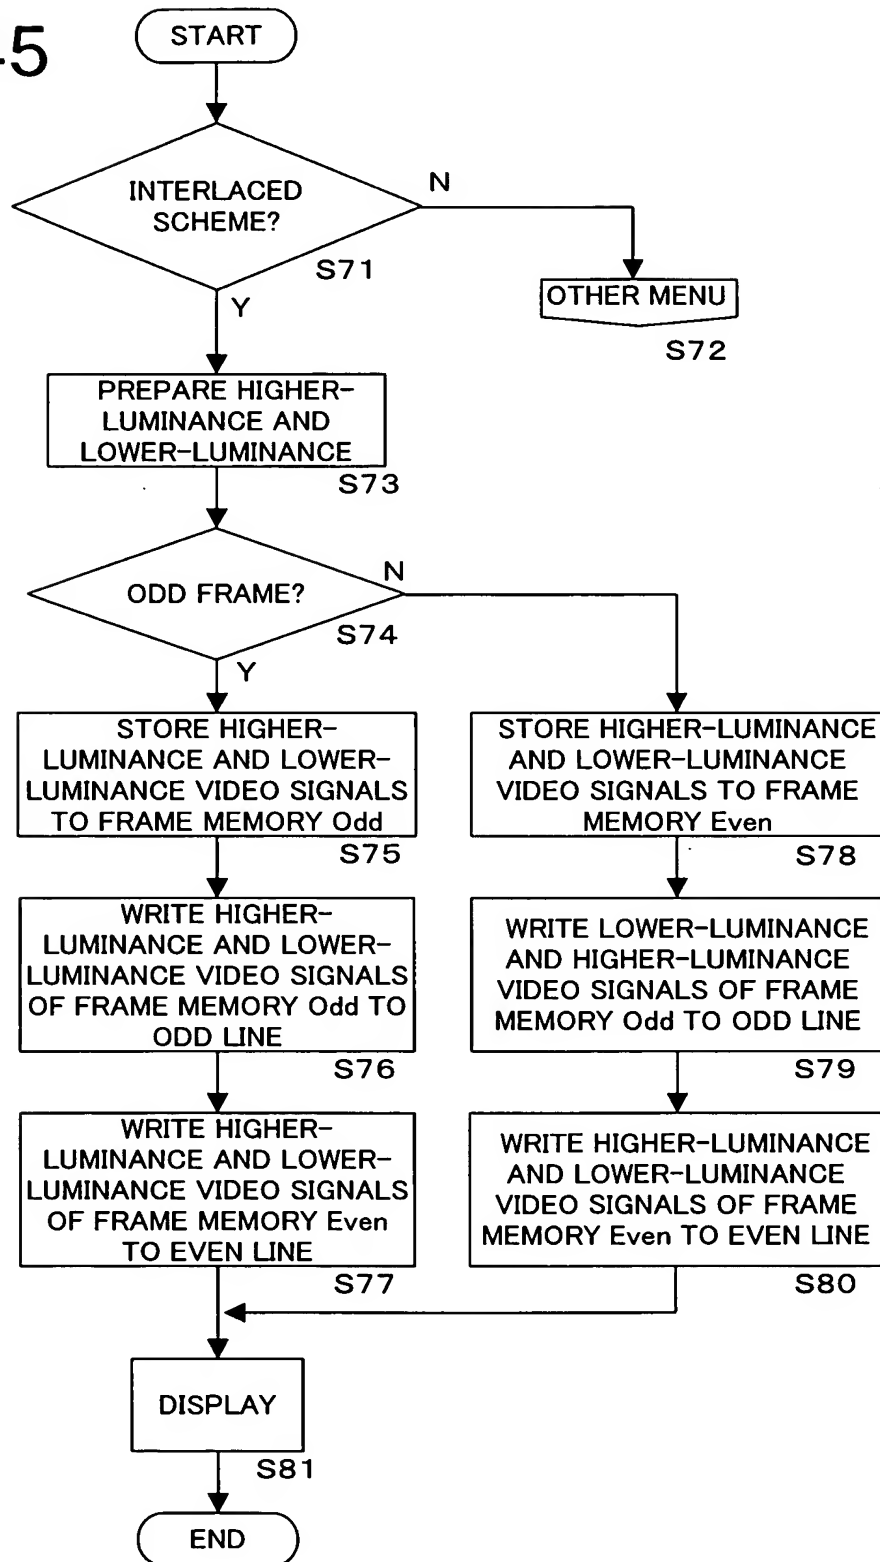 5
START
INTERLACED
SCHEME?
N
S71
Y
OTHER MENU
S72
PREPARE HIGHER-
LUMINANCE AND
LOWER-LUMINANCE
S73
ODD FRAME?
N
S74
Y
STORE HIGHER-
LUMINANCE AND LOWER-
LUMINANCE VIDEO SIGNALS
TO FRAME MEMORY Odd
S75
STORE HIGHER-LUMINANCE
AND LOWER-LUMINANCE
VIDEO SIGNALS TO FRAME
MEMORY Even
S78
WRITE HIGHER-
LUMINANCE AND LOWER-
LUMINANCE VIDEO SIGNALS
OF FRAME MEMORY Odd TO
ODD LINE
S76
WRITE LOWER-LUMINANCE
AND HIGHER-LUMINANCE
VIDEO SIGNALS OF FRAME
MEMORY Odd TO ODD LINE
S79
WRITE HIGHER-
LUMINANCE AND LOWER-
LUMINANCE VIDEO SIGNALS
OF FRAME MEMORY Even
TO EVEN LINE
S77
WRITE HIGHER-LUMINANCE
AND LOWER-LUMINANCE
VIDEO SIGNALS OF FRAME
MEMORY Even TO EVEN LINE
S80
DISPLAY
S81
END